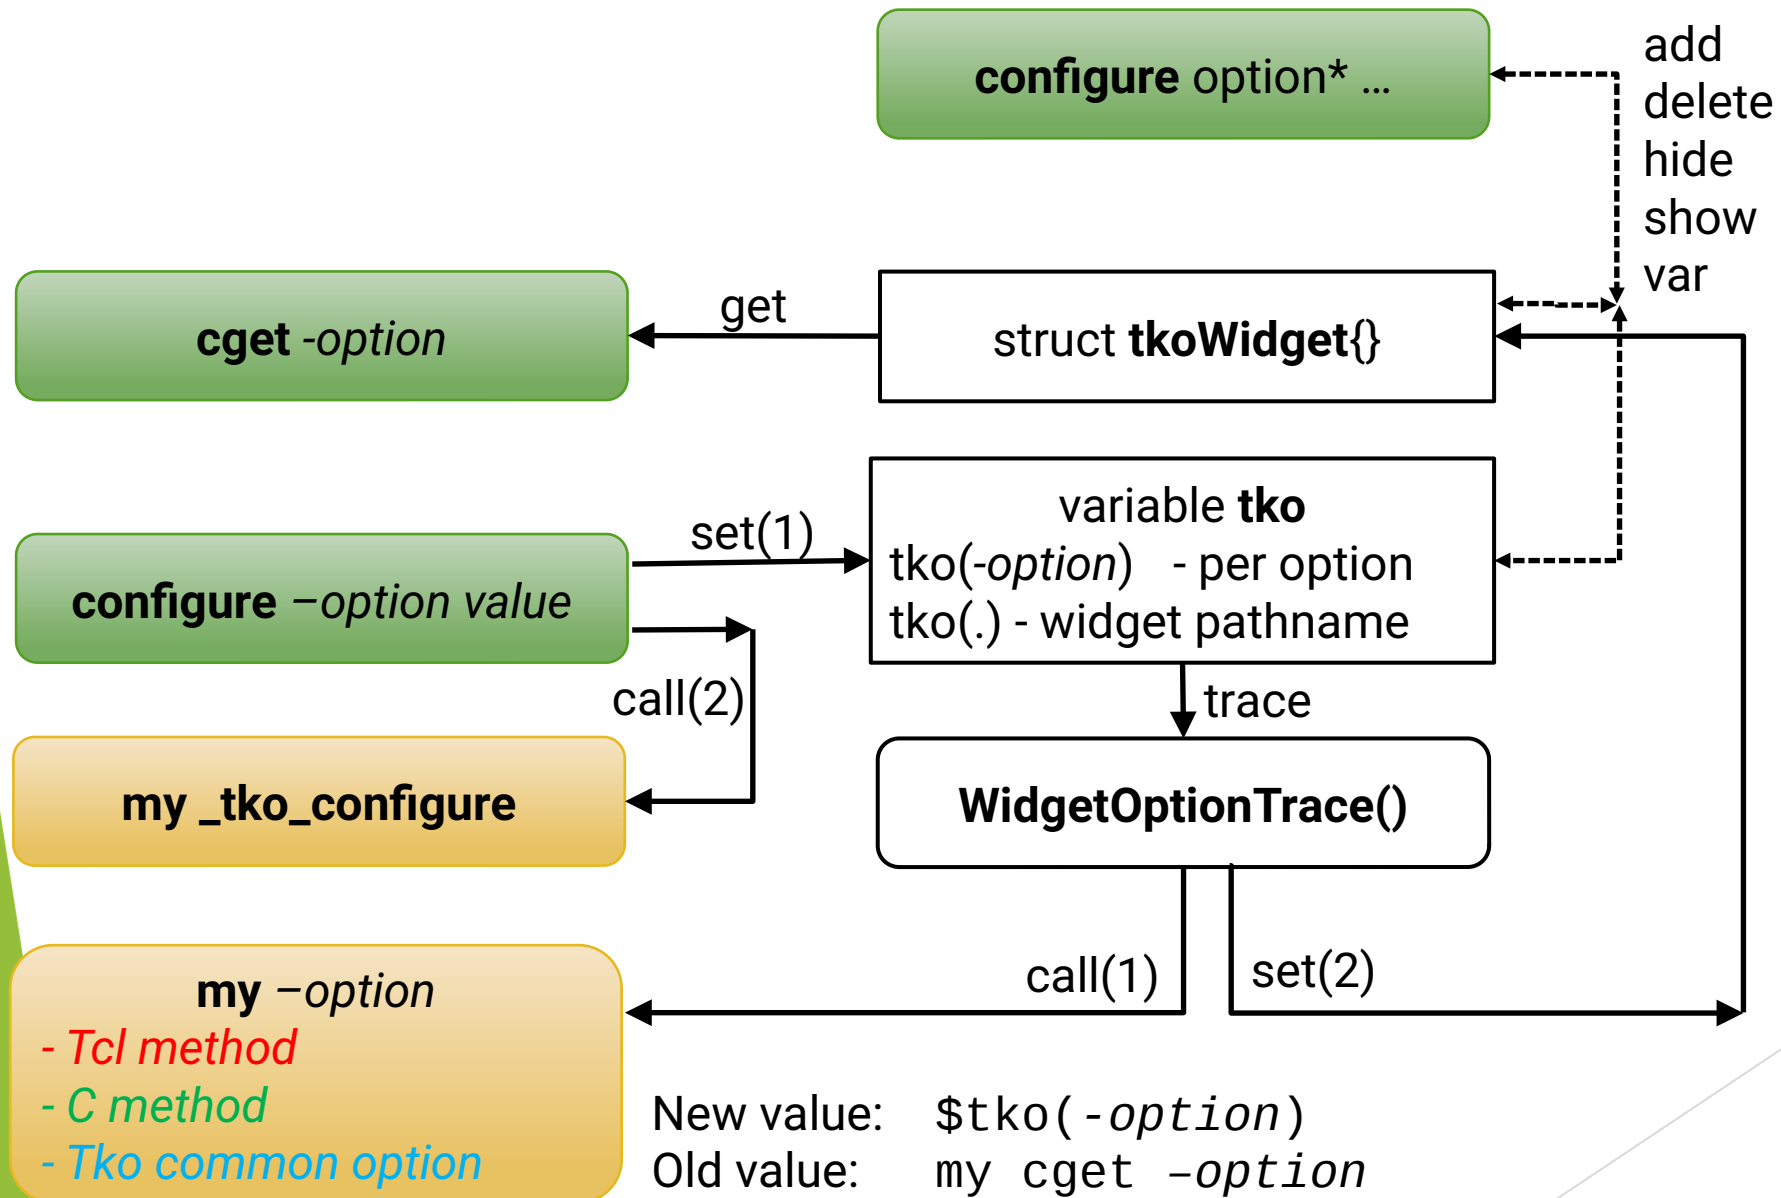 configure option* ...
add
delete
hide
show
var
cget -option
get
struct tkoWidget{}
configure –option value
set(1)
variable tko
tko(-option) - per option
tko(.) - widget pathname
call(2)
trace
my _tko_configure
WidgetOptionTrace()
call(1)
set(2)
my –option
- Tcl method
- C method
- Tko common option
New value: $tko(-option)
Old value: my cget –option